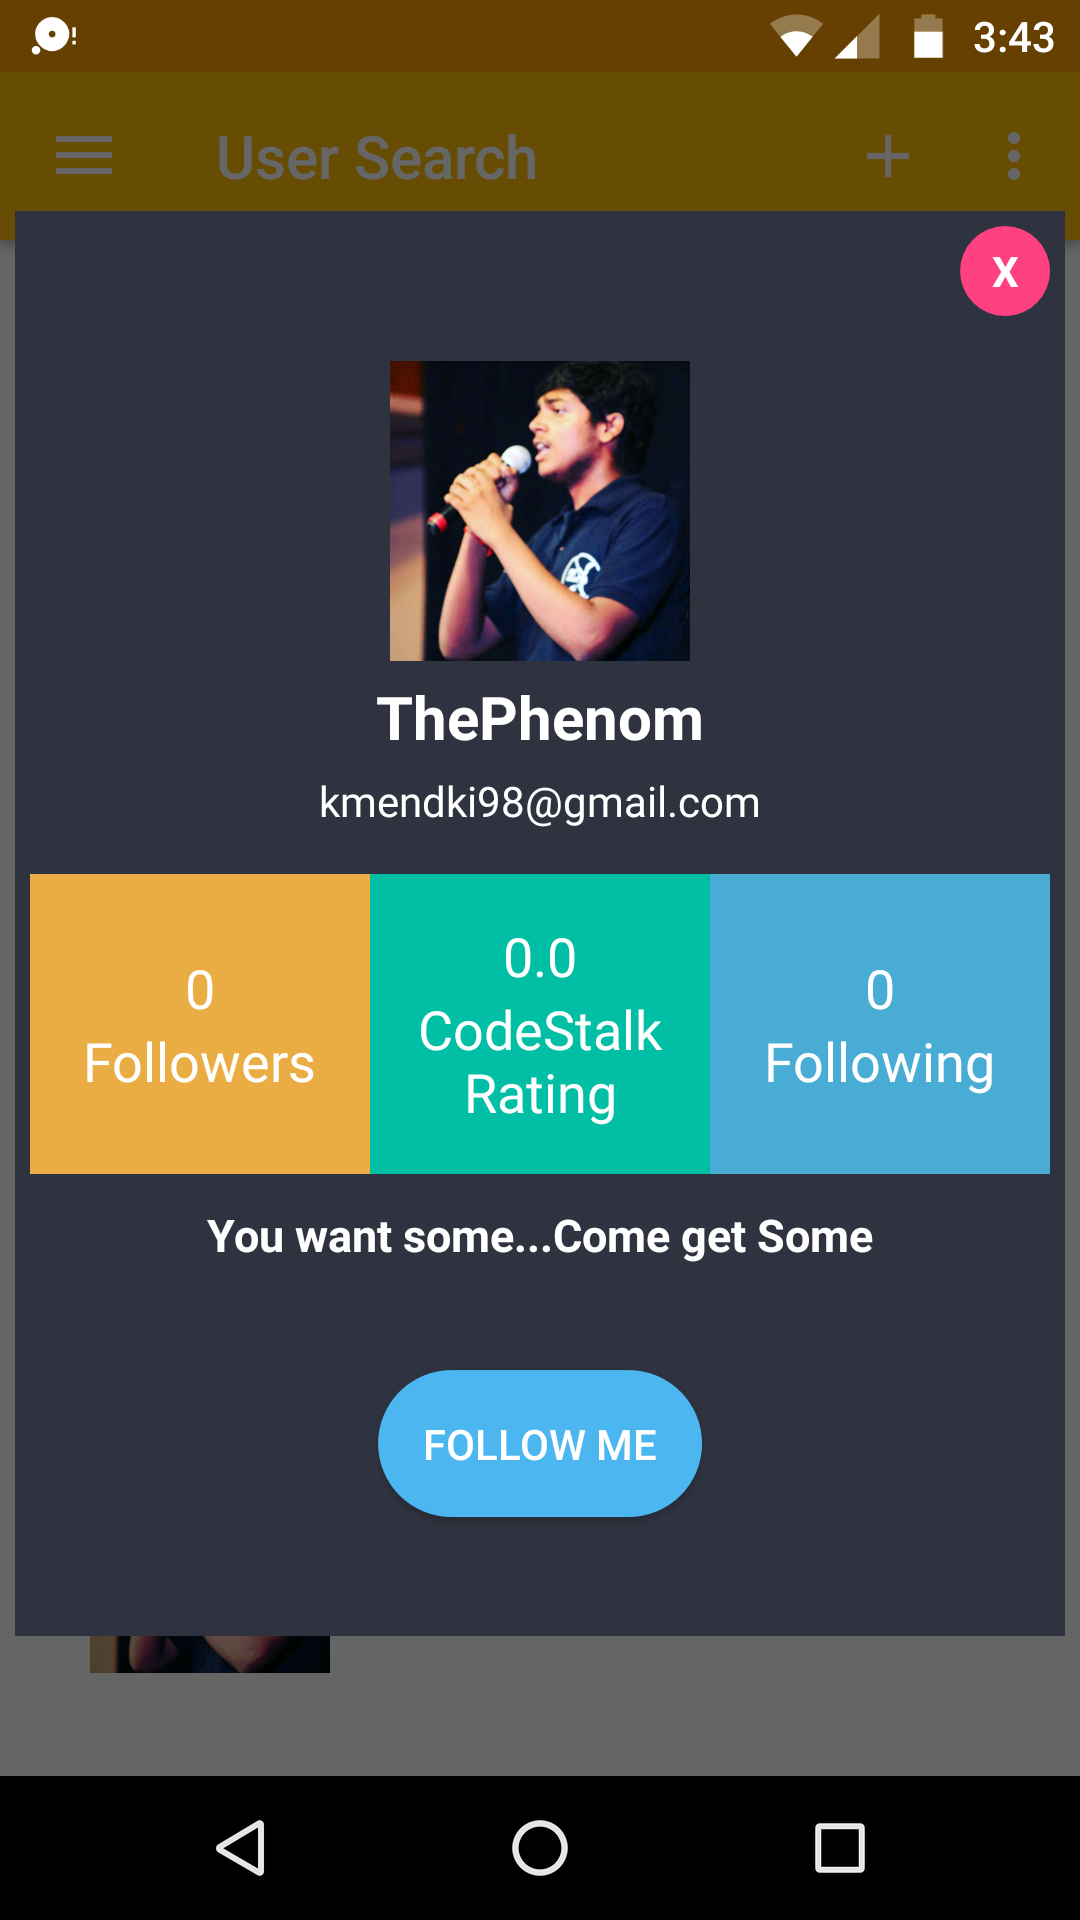 3:43
User Search
X
ThePhenom
kmendki98@gmail.com
0
Followers
0.0
CodeStalk
Rating
0
Following
You want some...Come get Some
FOLLOW ME